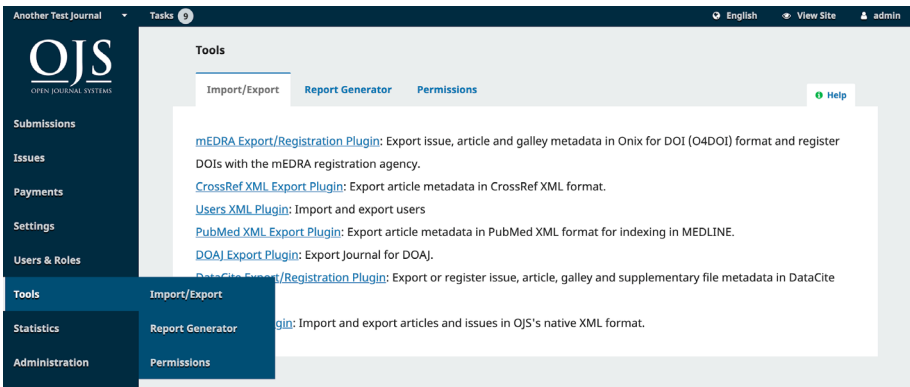 Another Test Journal Tasks 9 English View Site admin
OJS
OPEN JOURNAL SYSTEMS
Submissions
Issues
Payments
Settings
Users & Roles
Tools
Statistics
Administration
Import/Export
Report Generator
Permissions
Tools
Import/Export Report Generator Permissions
Help
mEDRA Export/Registration Plugin: Export issue, article and galley metadata in Onix for DOI (O4DOI) format and register
DOIs with the mEDRA registration agency.
CrossRef XML Export Plugin: Export article metadata in CrossRef XML format.
Users XML Plugin: Import and export users
PubMed XML Export Plugin: Export article metadata in PubMed XML format for indexing in MEDLINE.
DOAJ Export Plugin: Export Journal for DOAJ.
DataCite Export/Registration Plugin: Export or register issue, article, galley and supplementary file metadata in DataCite
gin: Import and export articles and issues in OJS's native XML format.